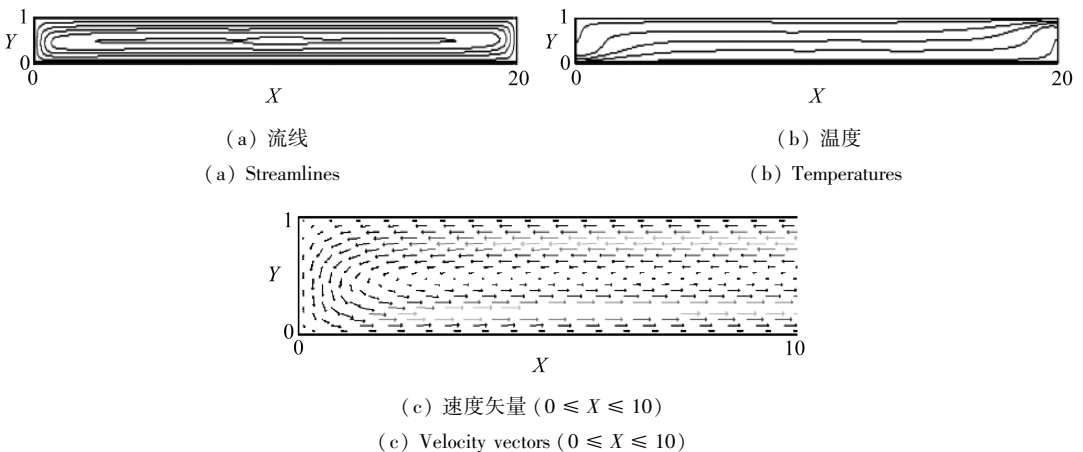 1
Y
0
0
20
X
(a) 流线
(a) Streamlines
1
Y
0
0
20
X
(b) 温度
(b) Temperatures
1
Y
0
0
10
X
(c) 速度矢量 (0 ≤ X ≤ 10)
(c) Velocity vectors (0 ≤ X ≤ 10)